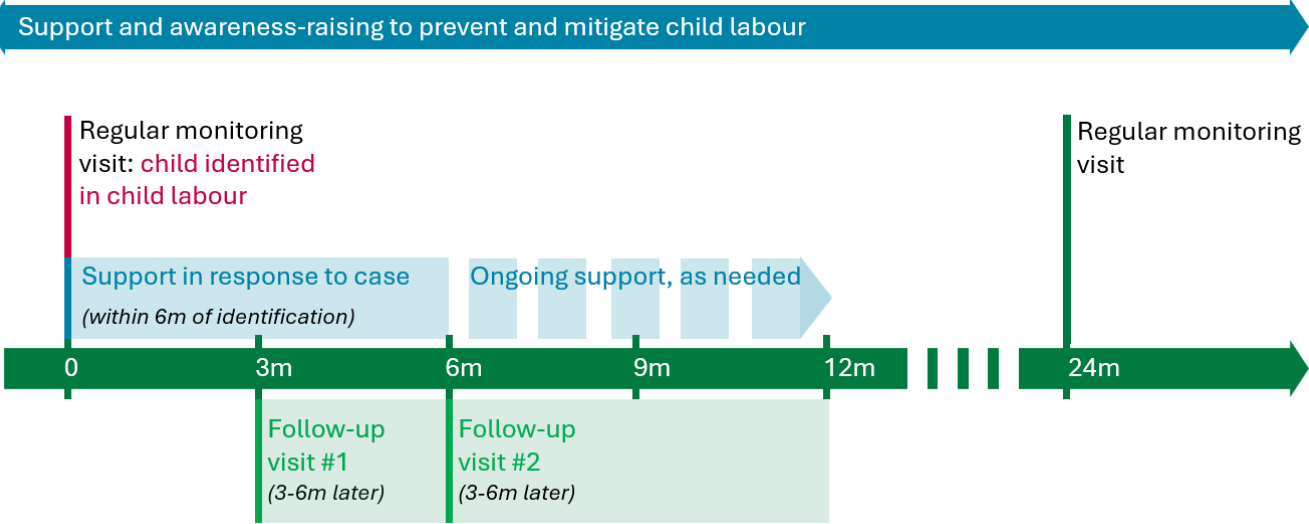 Support and awareness-raising to prevent and mitigate child labour
Regular monitoring
visit: child identified
in child labour
Regular monitoring
visit
Support in response to case
(within 6m of identification)
Ongoing support, as needed
0
3m
6m
9m
12m
24m
Follow-up
visit #1
(3-6m later)
Follow-up
visit #2
(3-6m later)